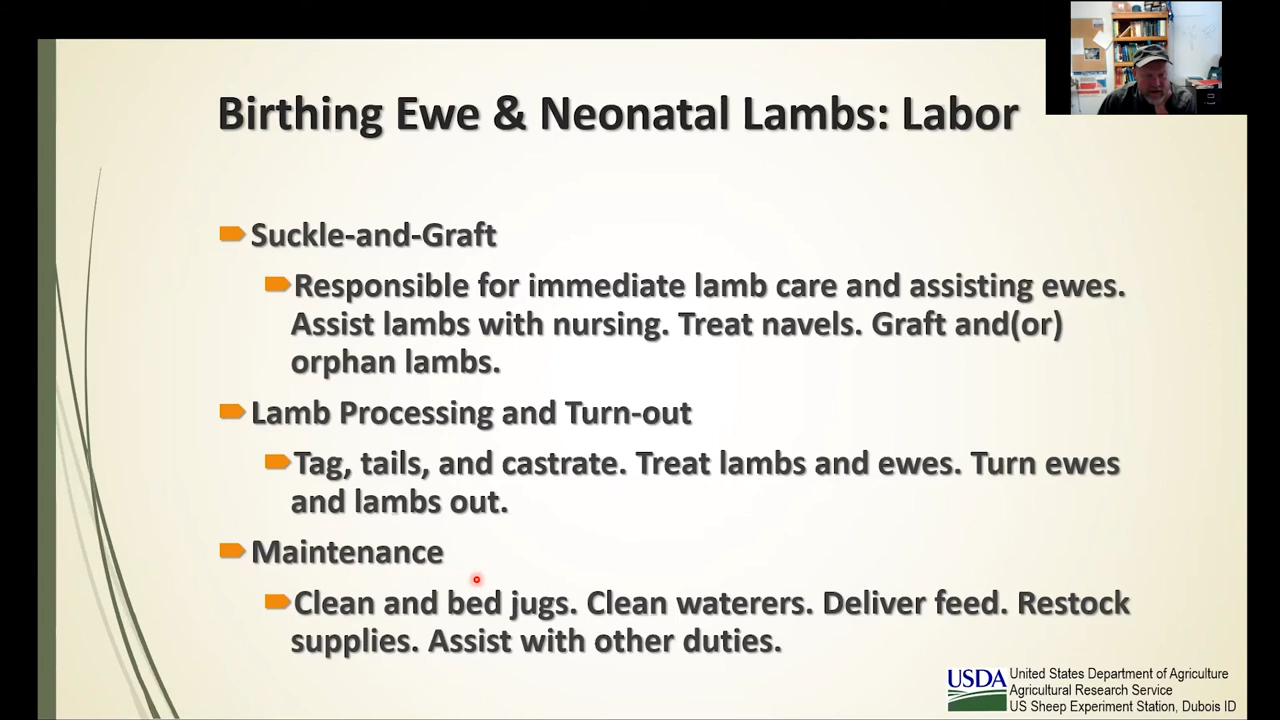 Birthing Ewe & Neonatal Lambs: Labor
Suckle-and-Graft
Responsible for immediate lamb care and assisting ewes.
Assist lambs with nursing. Treat navels. Graft and(or)
orphan lambs.
Lamb Processing and Turn-out
Tag, tails, and castrate. Treat lambs and ewes. Turn ewes
and lambs out.
Maintenance
Clean and bed jugs. Clean waterers. Deliver feed. Restock
supplies. Assist with other duties.
USDA
United States Department of Agriculture
Agricultural Research Service
US Sheep Experiment Station, Dubois ID